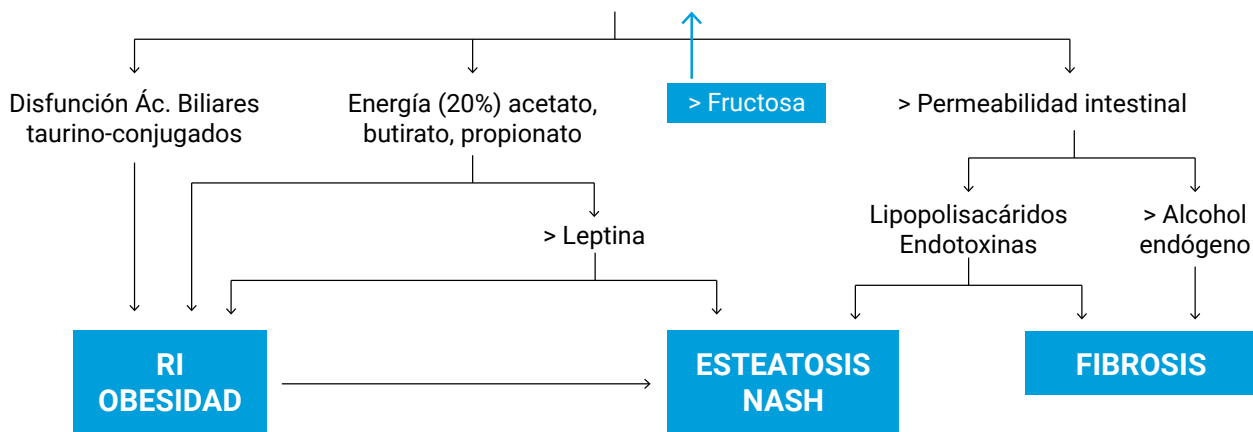 Disfunción Ác. Biliares
taurino-conjugados
Energía (20%) acetato,
butirato, propionato
> Fructosa
> Permeabilidad intestinal
> Leptina
Lipopolisacáridos
Endotoxinas
> Alcohol
endógeno
RI
OBESIDAD
ESTEATOSIS
NASH
FIBROSIS